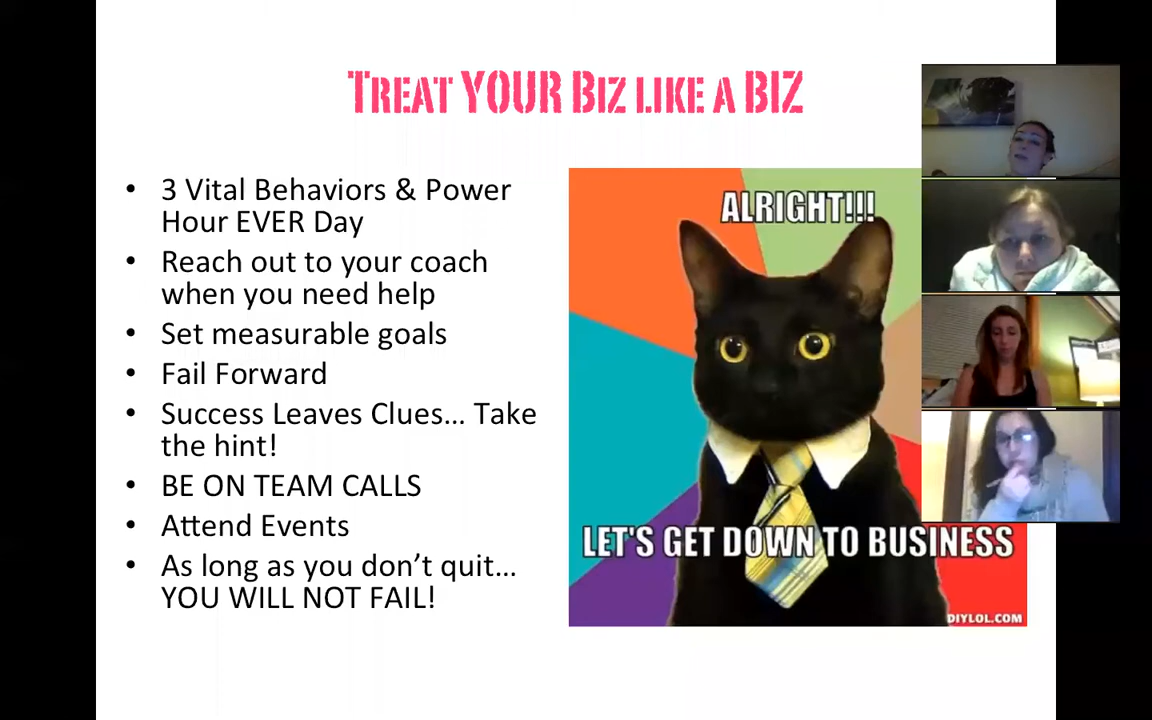 TREAT YOUR BIZ LIKE A BIZ
• 3 Vital Behaviors & Power
Hour EVER Day
• Reach out to your coach
when you need help
• Set measurable goals
• Fail Forward
• Success Leaves Clues... Take
the hint!
• BE ON TEAM CALLS
• Attend Events
• As long as you don't quit...
YOU WILL NOT FAIL!
ALRIGHT!!!
LET'S GET DOWN TO BUSINESS
DIYLOL.COM